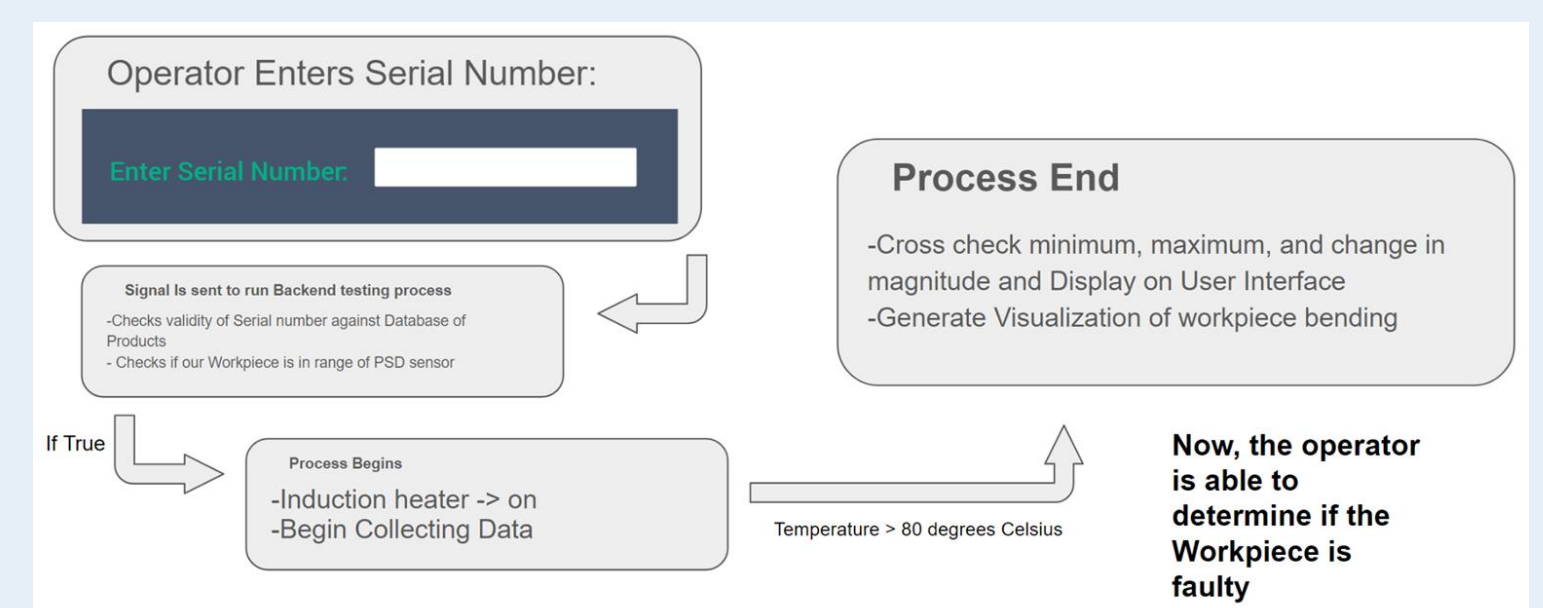 Operator Enters Serial Number:
Enter Serial Number:
Signal Is sent to run Backend testing process
-Checks validity of Serial number against Database of
Products
- Checks if our Workpiece is in range of PSD sensor
If True
Process Begins
-Induction heater -> on
-Begin Collecting Data
Temperature > 80 degrees Celsius
Process End
-Cross check minimum, maximum, and change in
magnitude and Display on User Interface
-Generate Visualization of workpiece bending
Now, the operator
is able to
determine if the
Workpiece is
faulty